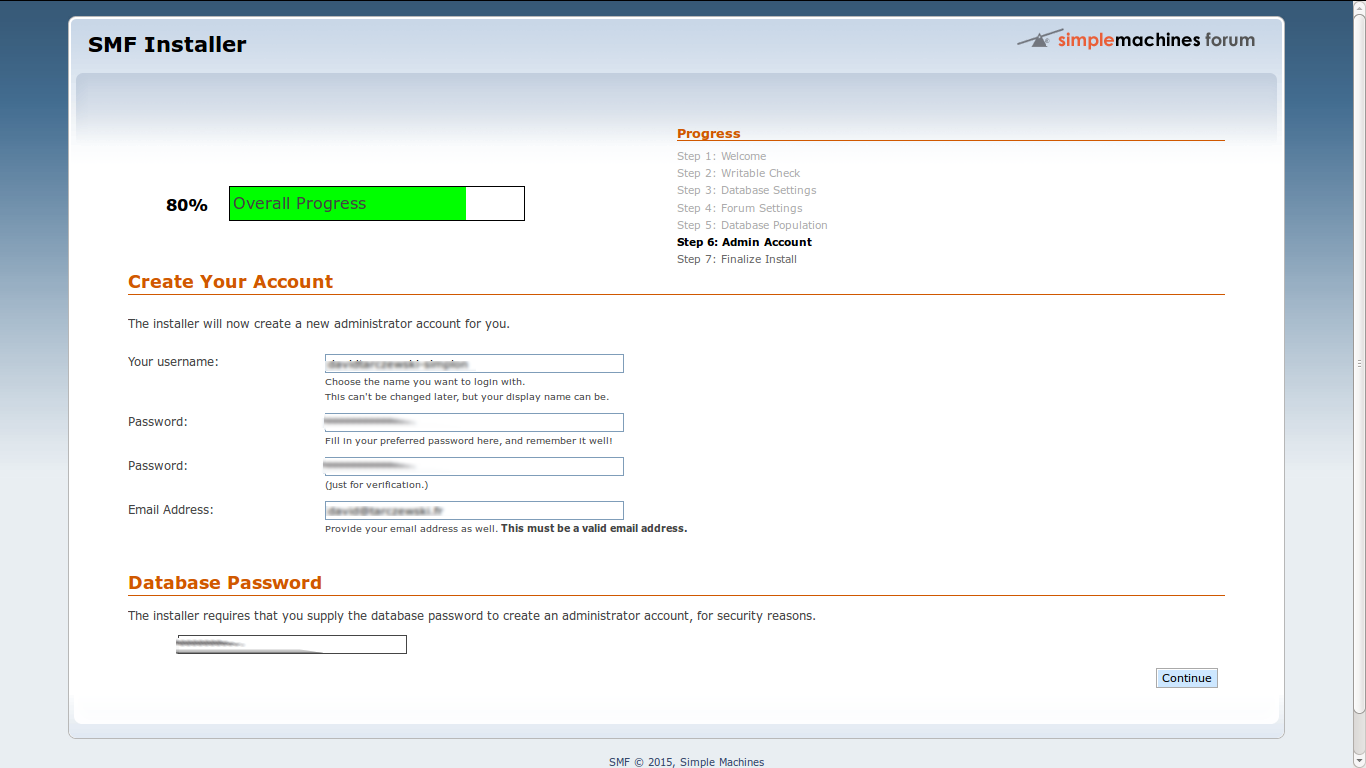 SMF Installer
simplemachines forum
Progress
Step 1: Welcome
Step 2: Writable Check
Step 3: Database Settings
Step 4: Forum Settings
Step 5: Database Population
Step 6: Admin Account
Step 7: Finalize Install
80%
Overall Progress
Create Your Account
The installer will now create a new administrator account for you.
Your username:
Choose the name you want to login with.
This can't be changed later, but your display name can be.
Password:
Fill in your preferred password here, and remember it well!
Password:
(just for verification.)
Email Address:
Provide your email address as well. This must be a valid email address.
Database Password
The installer requires that you supply the database password to create an administrator account, for security reasons.
Continue
SMF © 2015, Simple Machines